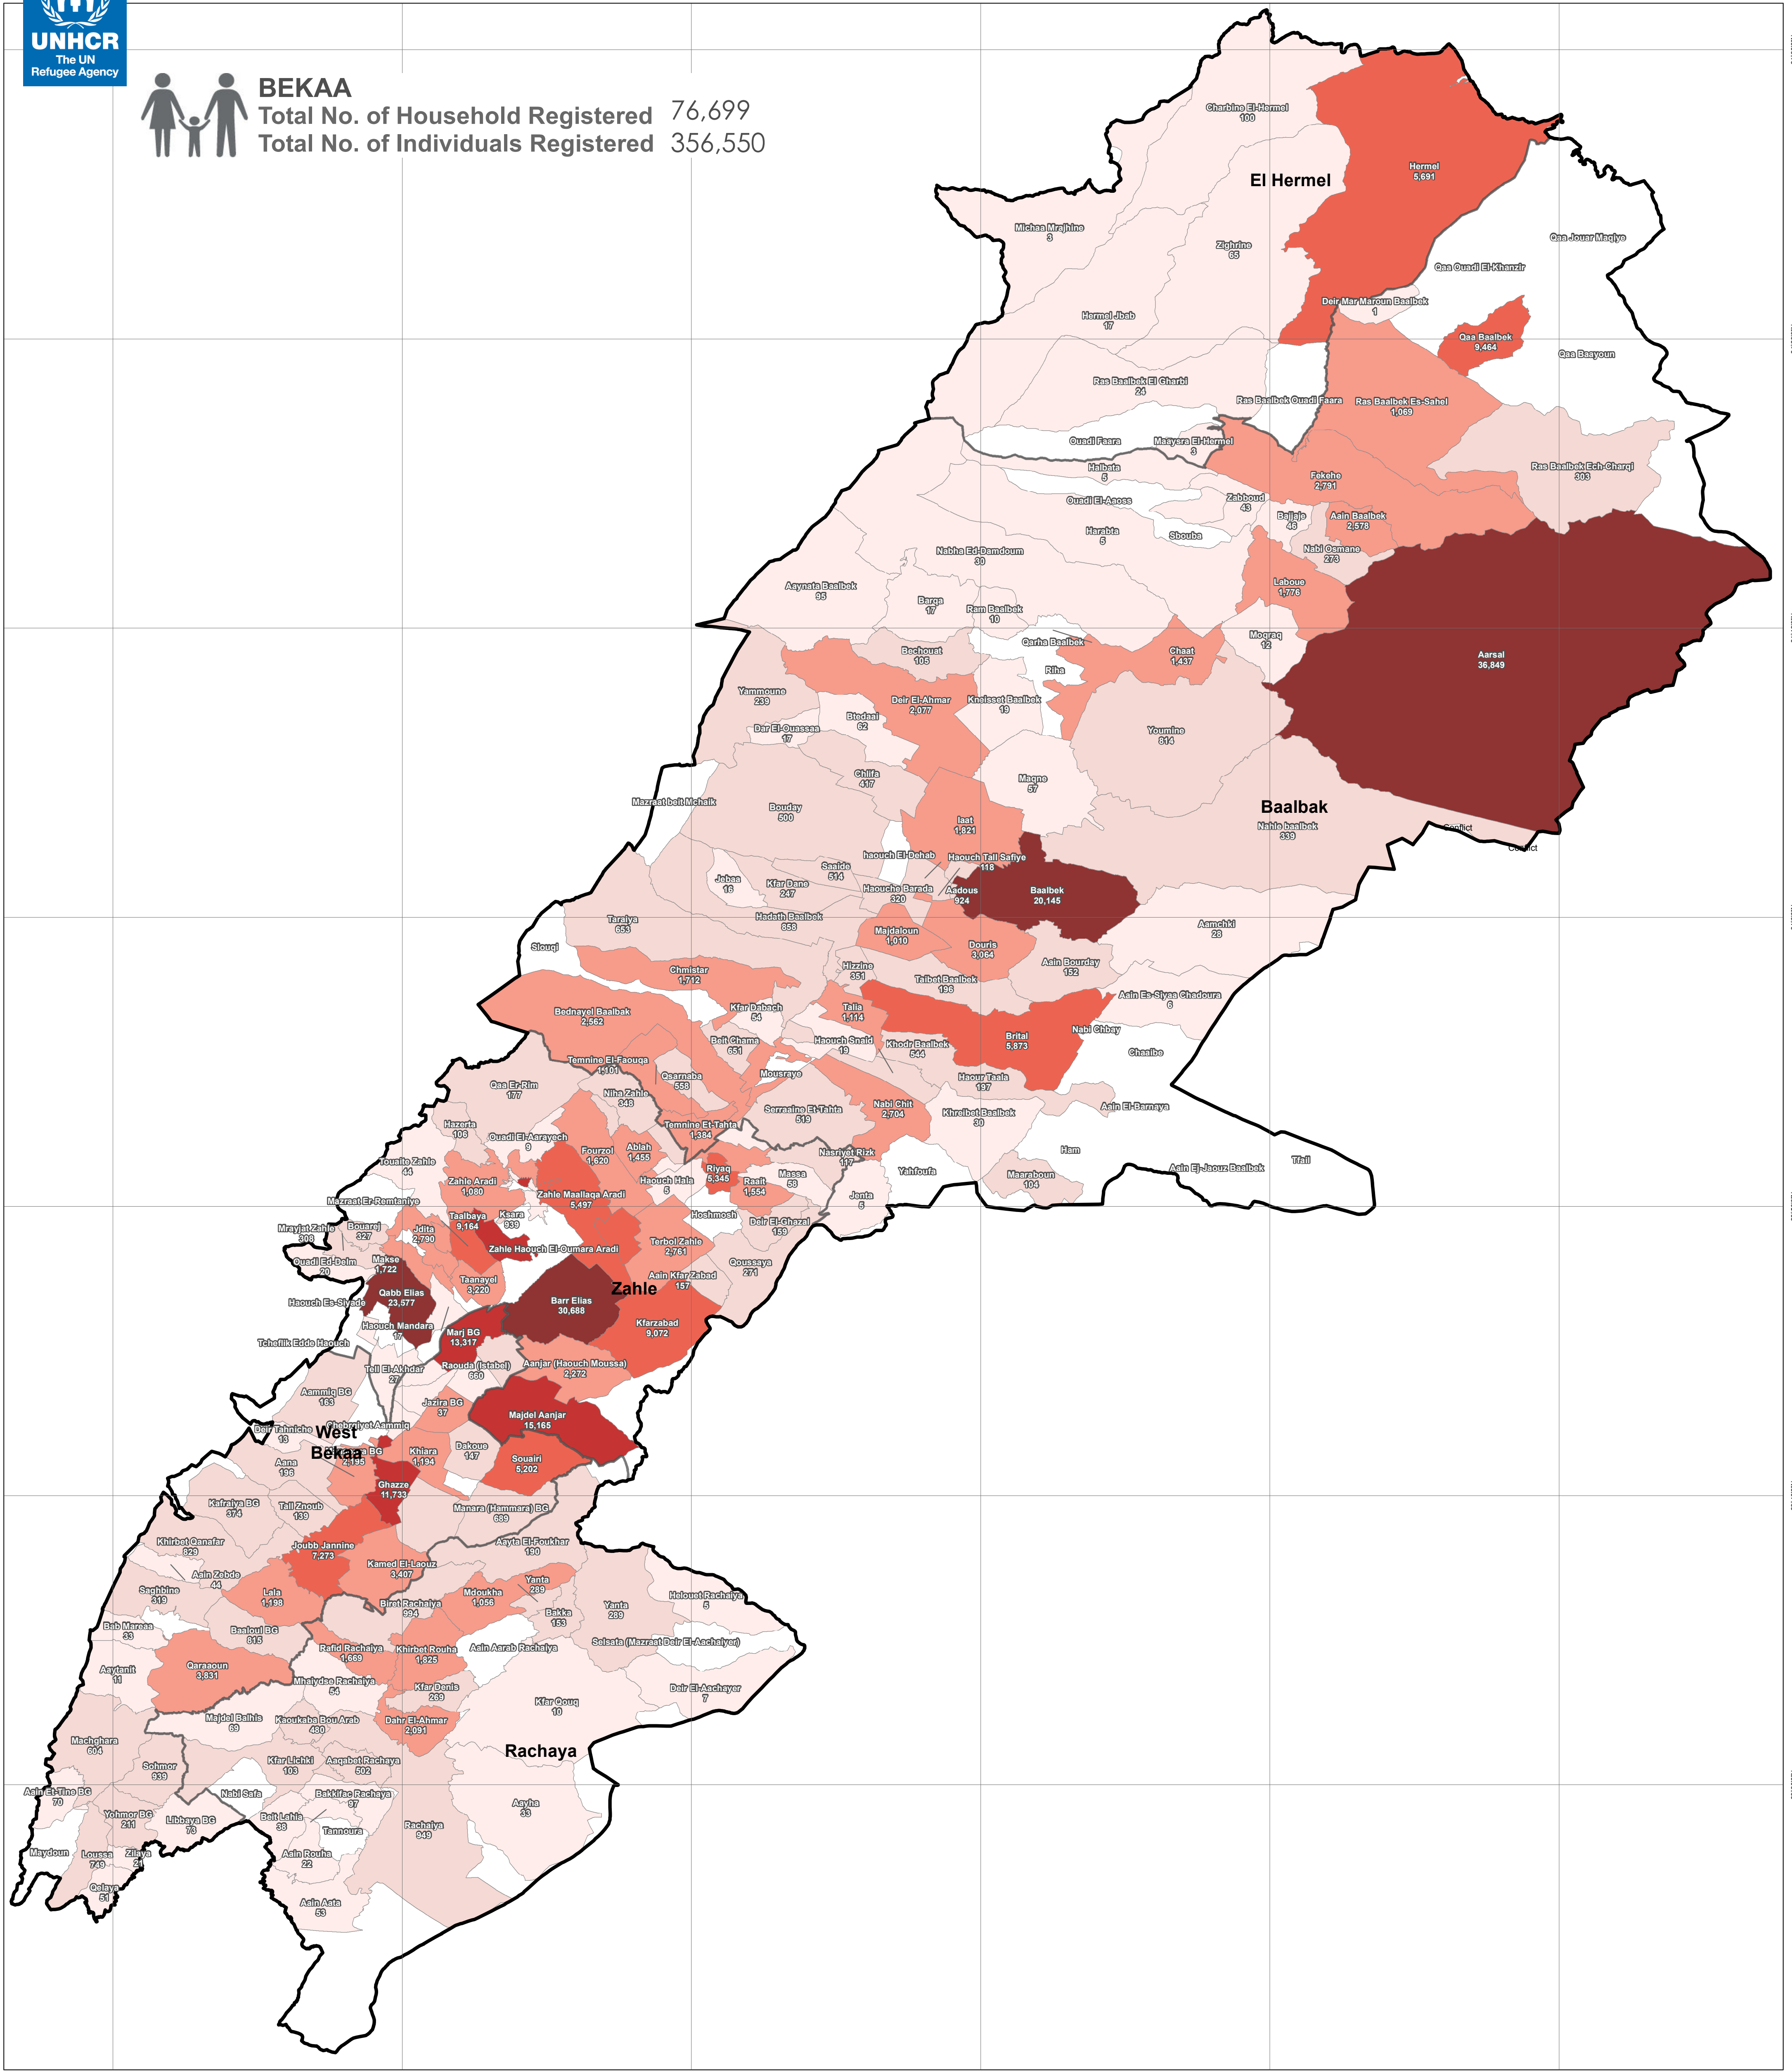 UNHCR
The UN
Refugee Agency
BEKAA
Total No. of Household Registered 76,699
Total No. of Individuals Registered 356,550
Charbine El-Hermel
100
Hermel
5,691
El Hermel
Michaa Mrajhine
3
Zighrine
65
Qaa Jouar Maqiye
Qaa Ouadi El-Khanzir
Deir Mar Maroun Baalbek
1
Hermel Jbab
17
Qaa Baalbek
9,464
Qaa Baayoun
Ras Baalbek El Gharbi
24
Ras Baalbek Ouadi Faara
Ras Baalbek Es-Sahel
1,069
Ouadi Faara
Maaysra El-Hermel
3
Halbata
5
Fekehe
2,791
Ras Baalbek Ech-Charqi
303
Ouadi El-Aaoss
Zabboud
43
Bajjaje
46
Aain Baalbek
2,578
Harabta
5
Sbouba
Nabi Osmane
273
Nabha Ed-Damdoum
30
Aaynata Baalbek
95
Laboue
1,776
Barqa
17
Ram Baalbek
10
Qarha Baalbek
Moqraq
12
Bechouat
105
Chaat
1,437
Aarsal
36,849
Riha
Yammoune
239
Deir El-Ahmar
2,077
Kneisset Baalbek
19
Btedaai
62
Dar El-Ouassaa
17
Youmine
814
Chlifa
417
Maqne
57
Mazraat beit Mchaik
Bouday
500
Baalbak
Iaat
1,821
Nahle baalbek
339
Conflict
Conflict
haouch El-Dehab
Haouch Tall Safiye
118
Saaide
514
Jebaa
16
Kfar Dane
247
Haouche Barada
320
Aadous
924
Baalbek
20,145
Taraiya
653
Hadath Baalbek
858
Majdaloun
1,010
Douris
3,064
Aamchki
28
Slouqi
Chmistar
1,712
Hizzine
351
Aain Bourday
152
Taibet Baalbek
196
Aain Es-Siyaa Chadoura
6
Bednayel Baalbak
2,562
Kfar Dabach
54
Talia
1,114
Nabi Chbay
Beit Chama
651
Haouch Snaid
19
Khodr Baalbek
544
Brital
5,873
Chaaibe
Temnine El-Faouqa
1,101
Qsarnaba
558
Mousraye
Haour Taala
197
Qaa Er-Rim
177
Niha Zahle
348
Serraaine Et-Tahta
519
Nabi Chit
2,704
Khreibet Baalbek
30
Aain El-Barnaya
Hazerta
106
Temnine Et-Tahta
1,384
Ouadi El-Aarayech
9
Fourzol
1,620
Ablah
1,455
Nasriyet Rizk
117
Ham
Touaite Zahle
44
Haouch Hala
5
Riyaq
5,345
Raait
1,554
Massa
58
Yahfoufa
Maaraboun
104
Aain Ej-Jaouz Baalbek
Tfail
Zahle Aradi
1,080
Zahle Maallaqa Aradi
5,497
Jenta
5
Mazraat Er-Romtaniye
Taalbaya
9,164
Ksara
939
Hoshmosh
Deir El-Ghazal
159
Mrayjat Zahle
308
Bouarej
327
Jdita
2,790
Zahle Haouch El-Oumara Aradi
Terbol Zahle
2,761
Ouadi Ed-Delm
20
Makse
1,722
Qoussaya
271
Taanayel
3,220
Aain Kfar Zabad
157
Zahle
Qabb Elias
23,577
Barr Elias
30,688
Haouch Es-Siyade
Haouch Mandara
17
Kfarzabad
9,072
Tcheflik Edde Haouch
Marj BG
13,317
Tell El-Akhdar
27
Raouda (Istabel)
660
Aanjar (Haouch Moussa)
2,272
Aammiq BG
163
Jazira BG
37
Majdel Aanjar
15,165
Deir Tahniche
13
Chebrqiyet Aammiq
West
Bekaa
BG
2,195
Khiara
1,194
Dakoue
147
Souairi
5,202
Aana
196
Ghazze
11,733
Kafraiya BG
374
Tall Znoub
139
Manara (Hammara) BG
689
Khirbet Qanafar
829
Joubb Jannine
7,273
Aayta El-Foukhar
190
Aain Zebde
44
Kamed El-Laouz
3,407
Saghbine
319
Lala
1,198
Mdoukha
1,056
Yanta
289
Helouet Rachaiya
5
Biret Rachaiya
994
Bakka
153
Yanta
289
Bab Mareaa
33
Baaloul BG
815
Selsata (Mazraat Deir El-Aachaiyer)
Rafid Rachaiya
1,669
Khirbet Rouha
1,825
Aain Aarab Rachaiya
Aaytanit
11
Qaraaoun
3,831
Mhaiydse Rachaiya
54
Kfar Denis
269
Deir El-Aachayer
7
Kfar Qouq
10
Majdel Balhis
69
Kaoukaba Bou Arab
480
Dahr El-Ahmar
2,091
Machghara
604
Rachaya
Sohmor
939
Kfar Lichki
103
Aaqabet Rachaya
502
Aain Et-Tine BG
70
Nabi Safa
Bakkifac Rachaya
97
Aayha
33
Yohmor BG
211
Libbaya BG
73
Beit Lahia
38
Tannoura
Rachaiya
949
Maydoun
Loussa
749
Zilaya
21
Aain Rouha
22
Qelaya
51
Aain Aata
53